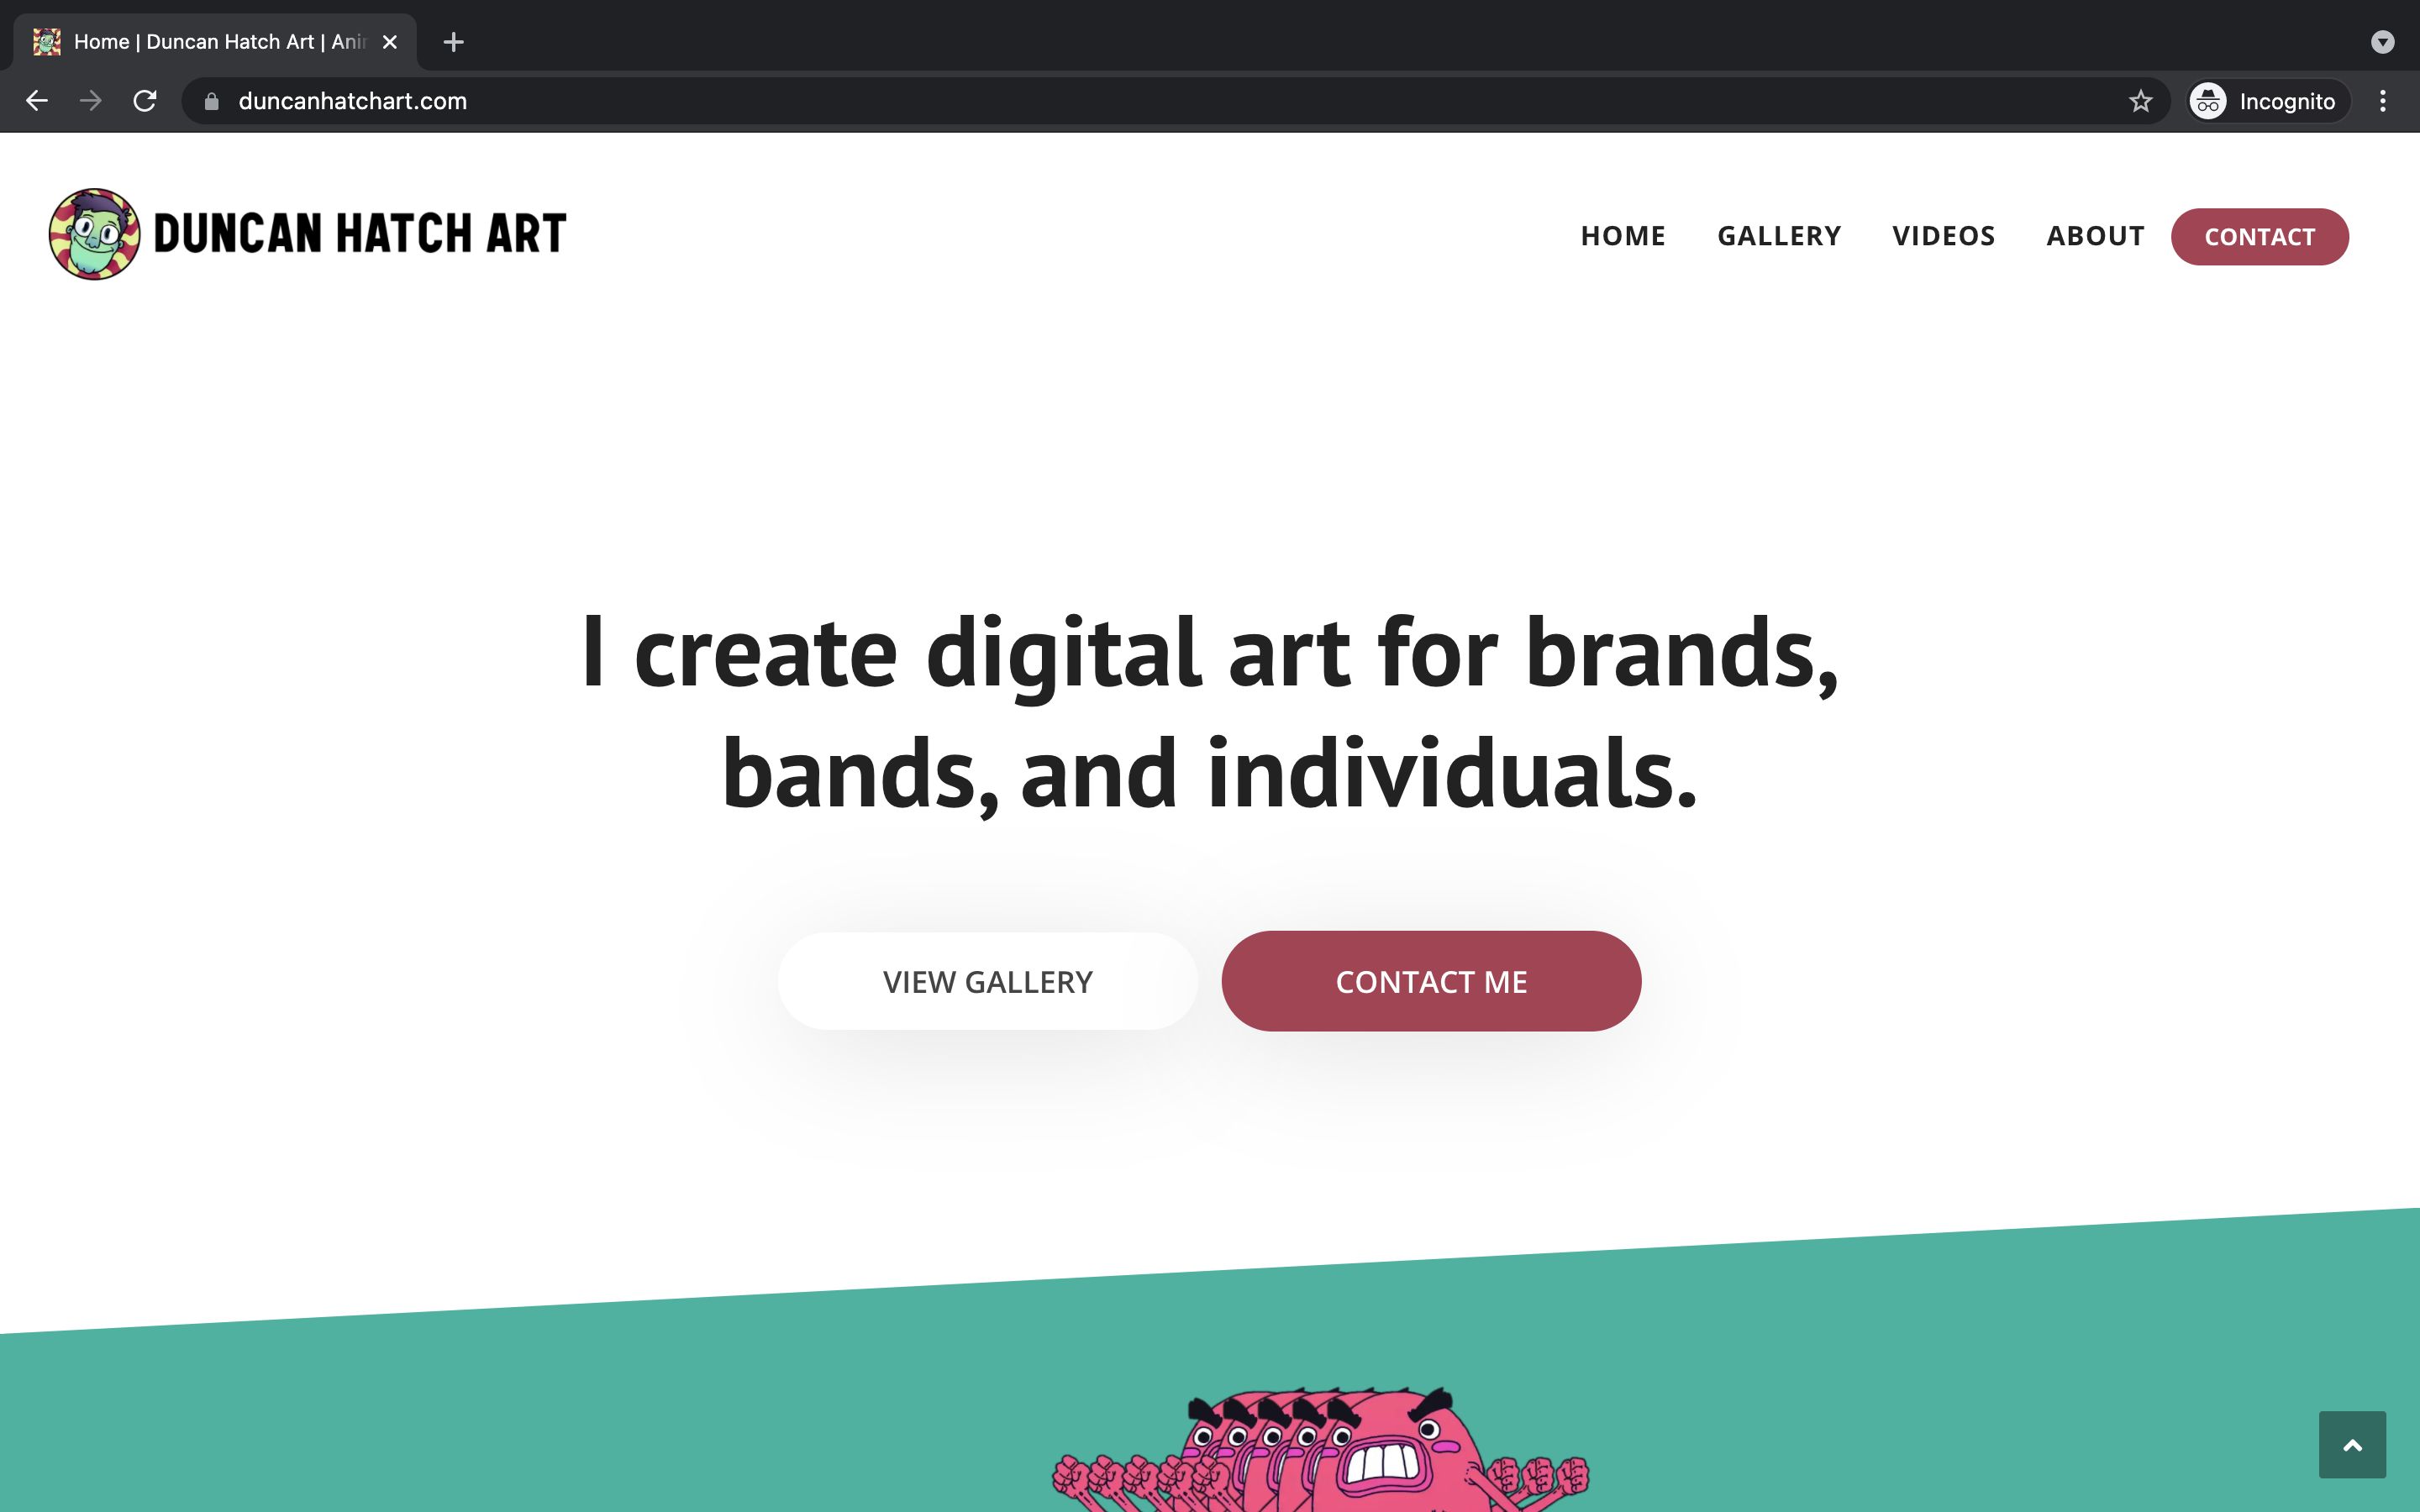 Home | Duncan Hatch Art | Ani
duncanhatchart.com
Incognito
DUNCAN HATCH ART
HOME GALLERY VIDEOS ABOUT CONTACT
I create digital art for brands,
bands, and individuals.
VIEW GALLERY CONTACT ME